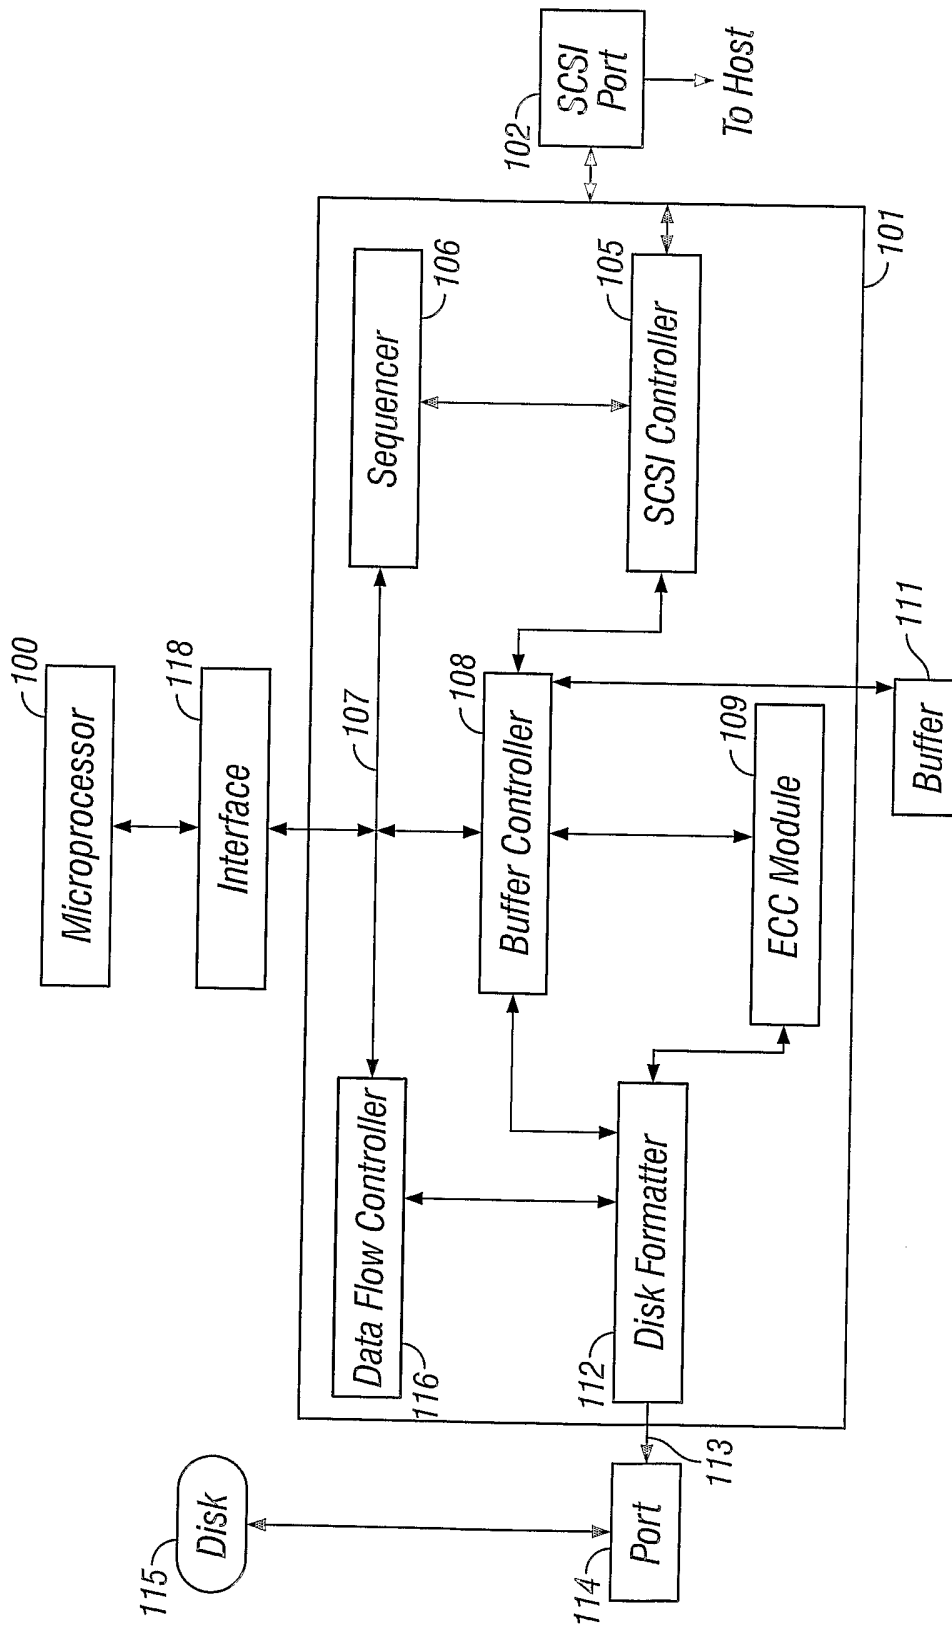 100
Microprocessor
118
Interface
115
Disk
116
Data Flow Controller
107
106
Sequencer
108
Buffer Controller
112
Disk Formatter
105
SCSI Controller
109
ECC Module
101
113
114
Port
102
SCSI
Port
To Host
111
Buffer